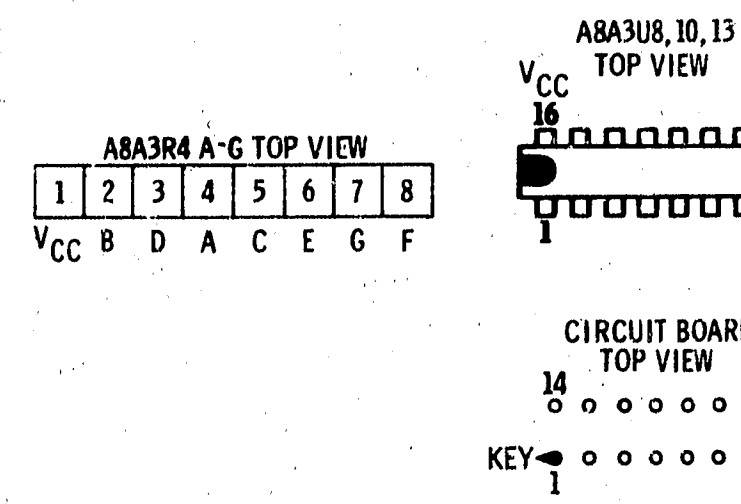 A8A3U8, 10, 13
TOP VIEW
VCC
16
A8A3R4 A-G TOP VIEW
1 2 3 4 5 6 7 8
VCC B D A C E G F
1
CIRCUIT BOAR
TOP VIEW
14
KEY
1